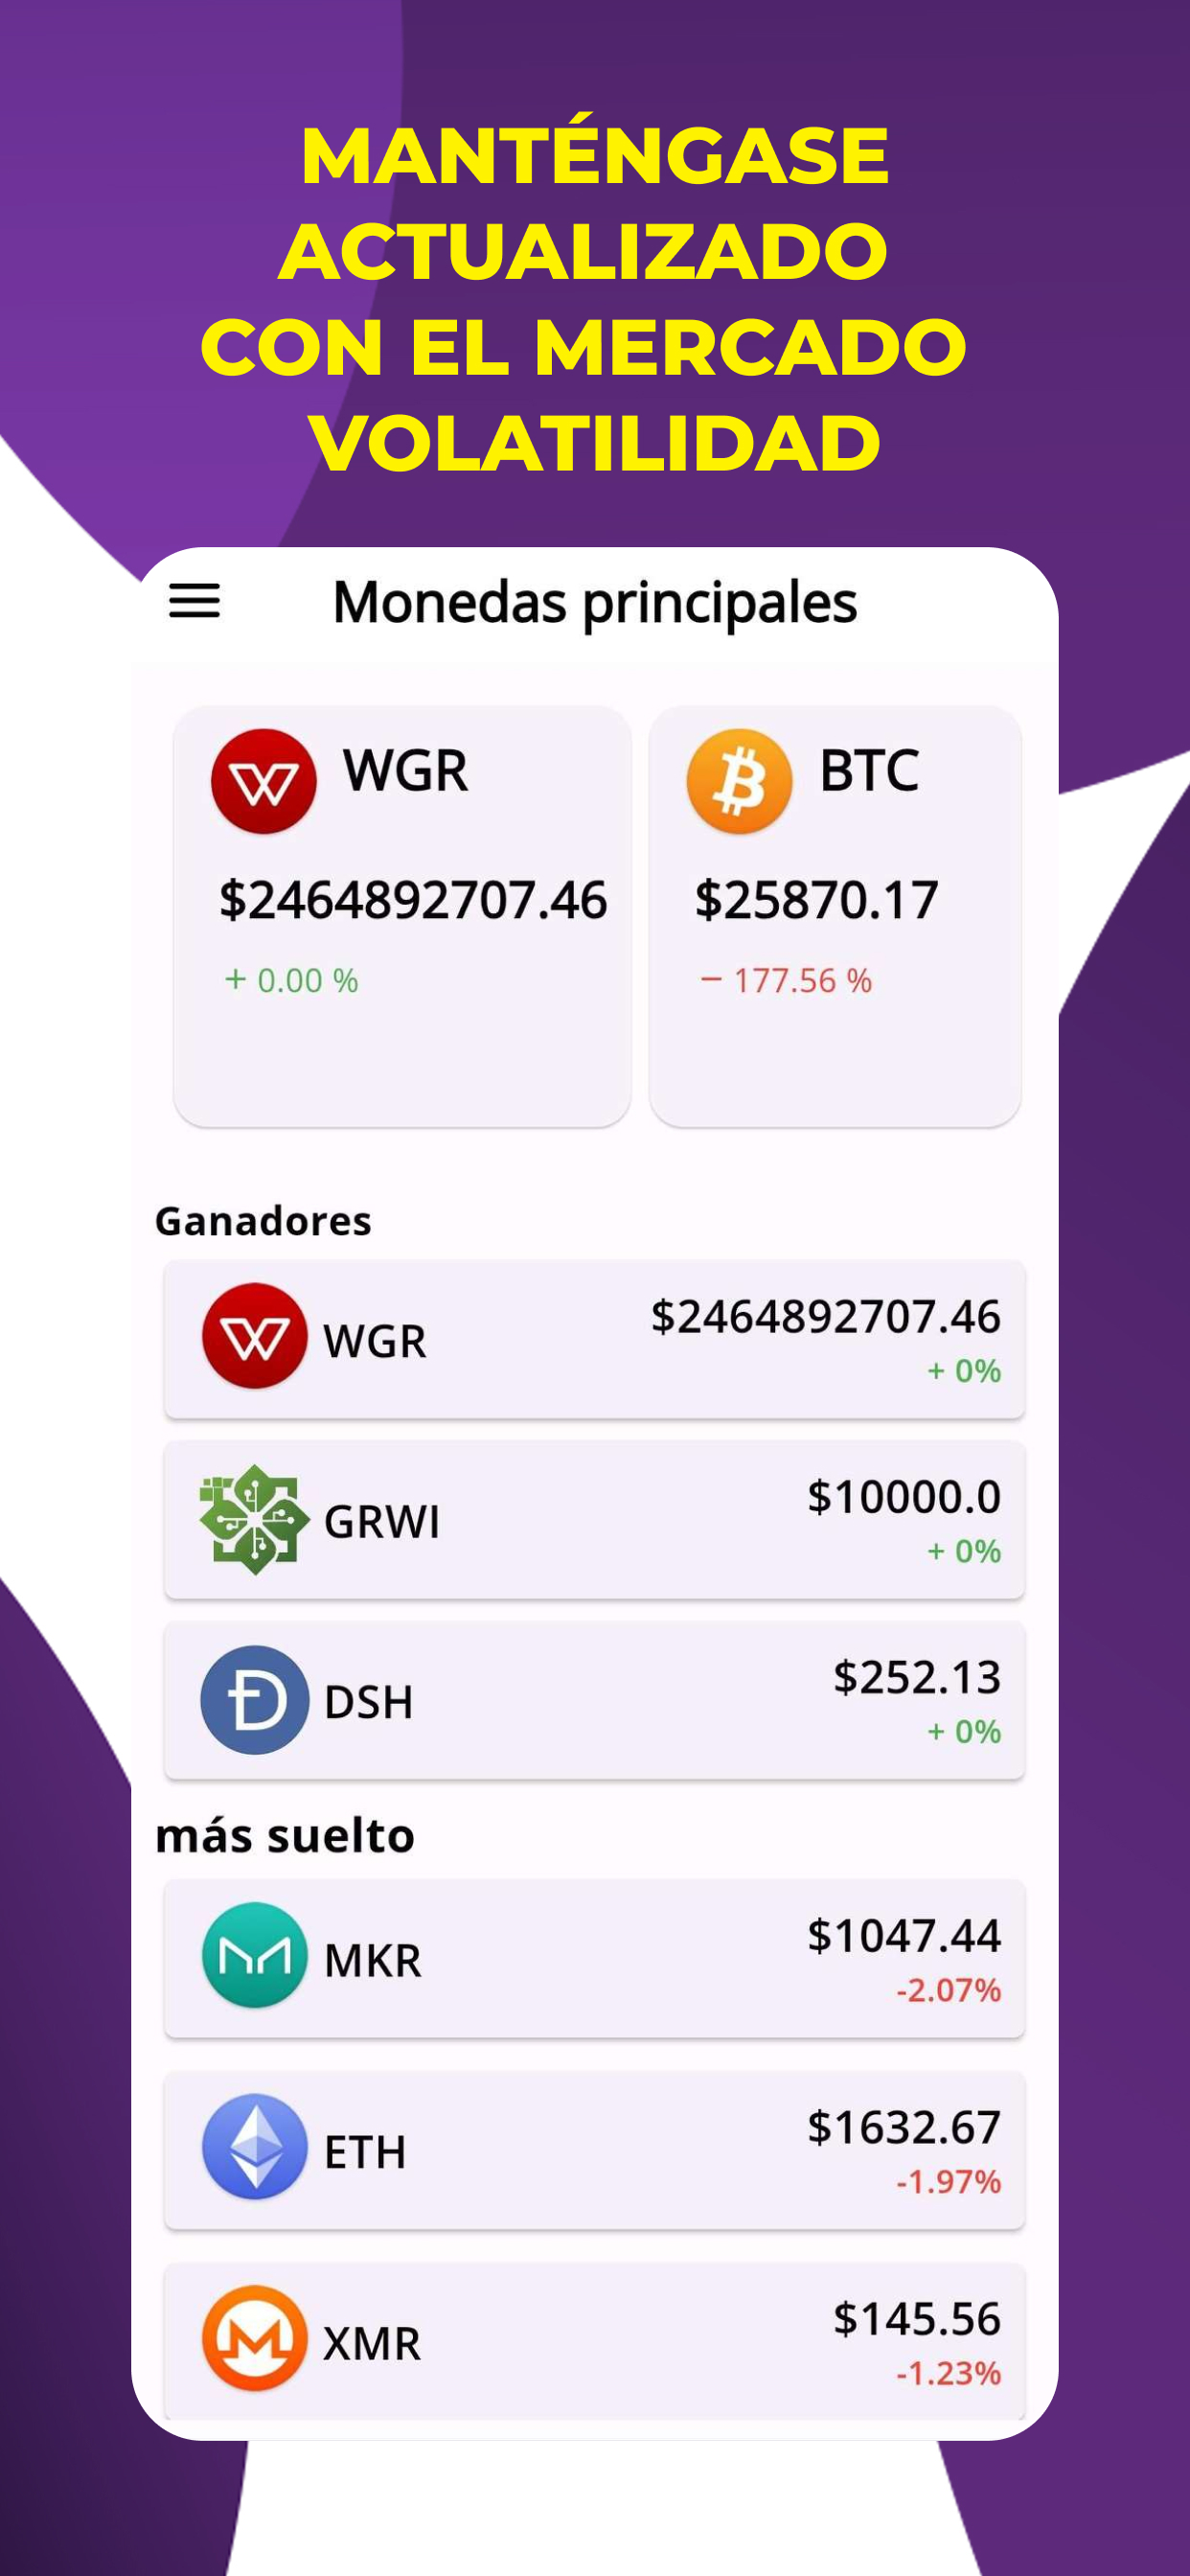 MANTÉNGASE
ACTUALIZADO
CON EL MERCADO
VOLATILIDAD
Monedas principales
WGR
$2464892707.46
+ 0.00 %
BTC
$25870.17
− 177.56 %
Ganadores
WGR
$2464892707.46
+ 0%
GRWI
$10000.0
+ 0%
DSH
$252.13
+ 0%
más suelto
MKR
$1047.44
-2.07%
ETH
$1632.67
-1.97%
XMR
$145.56
-1.23%